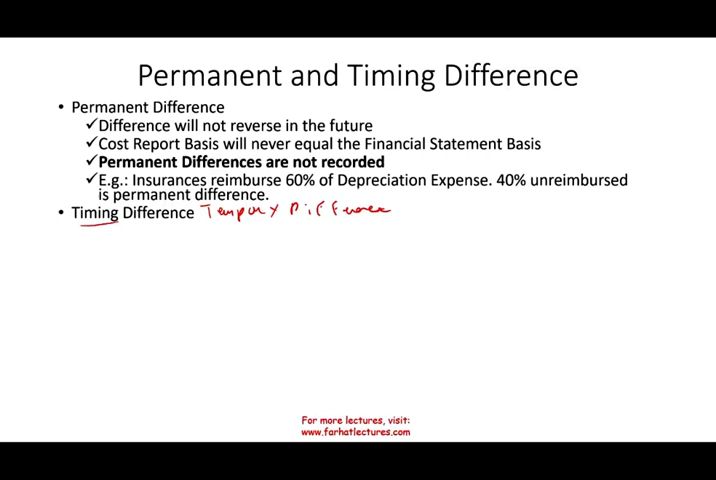 Permanent and Timing Difference
• Permanent Difference
✓Difference will not reverse in the future
✓Cost Report Basis will never equal the Financial Statement Basis
✓Permanent Differences are not recorded
✓E.g.: Insurances reimburse 60% of Depreciation Expense. 40% unreimbursed
is permanent difference.
• Timing Difference Tempory Difference
For more lectures, visit:
www.farhatlectures.com